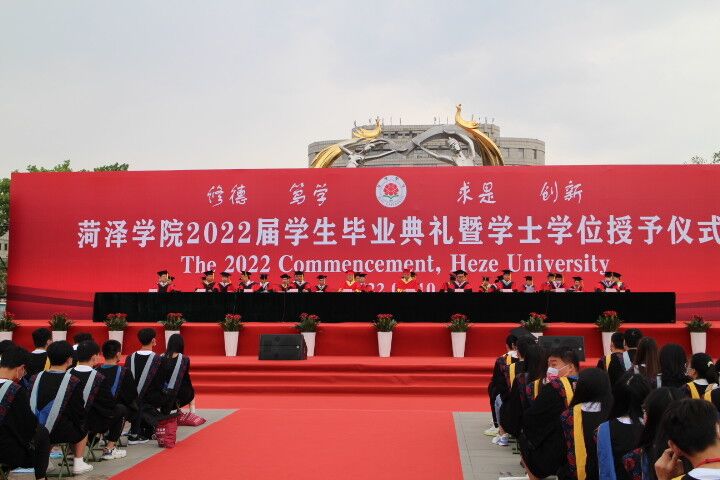 修德 笃学 求是 创新
菏泽学院2022届学生毕业典礼暨学士学位授予仪式
The 2022 Commencement, Heze University